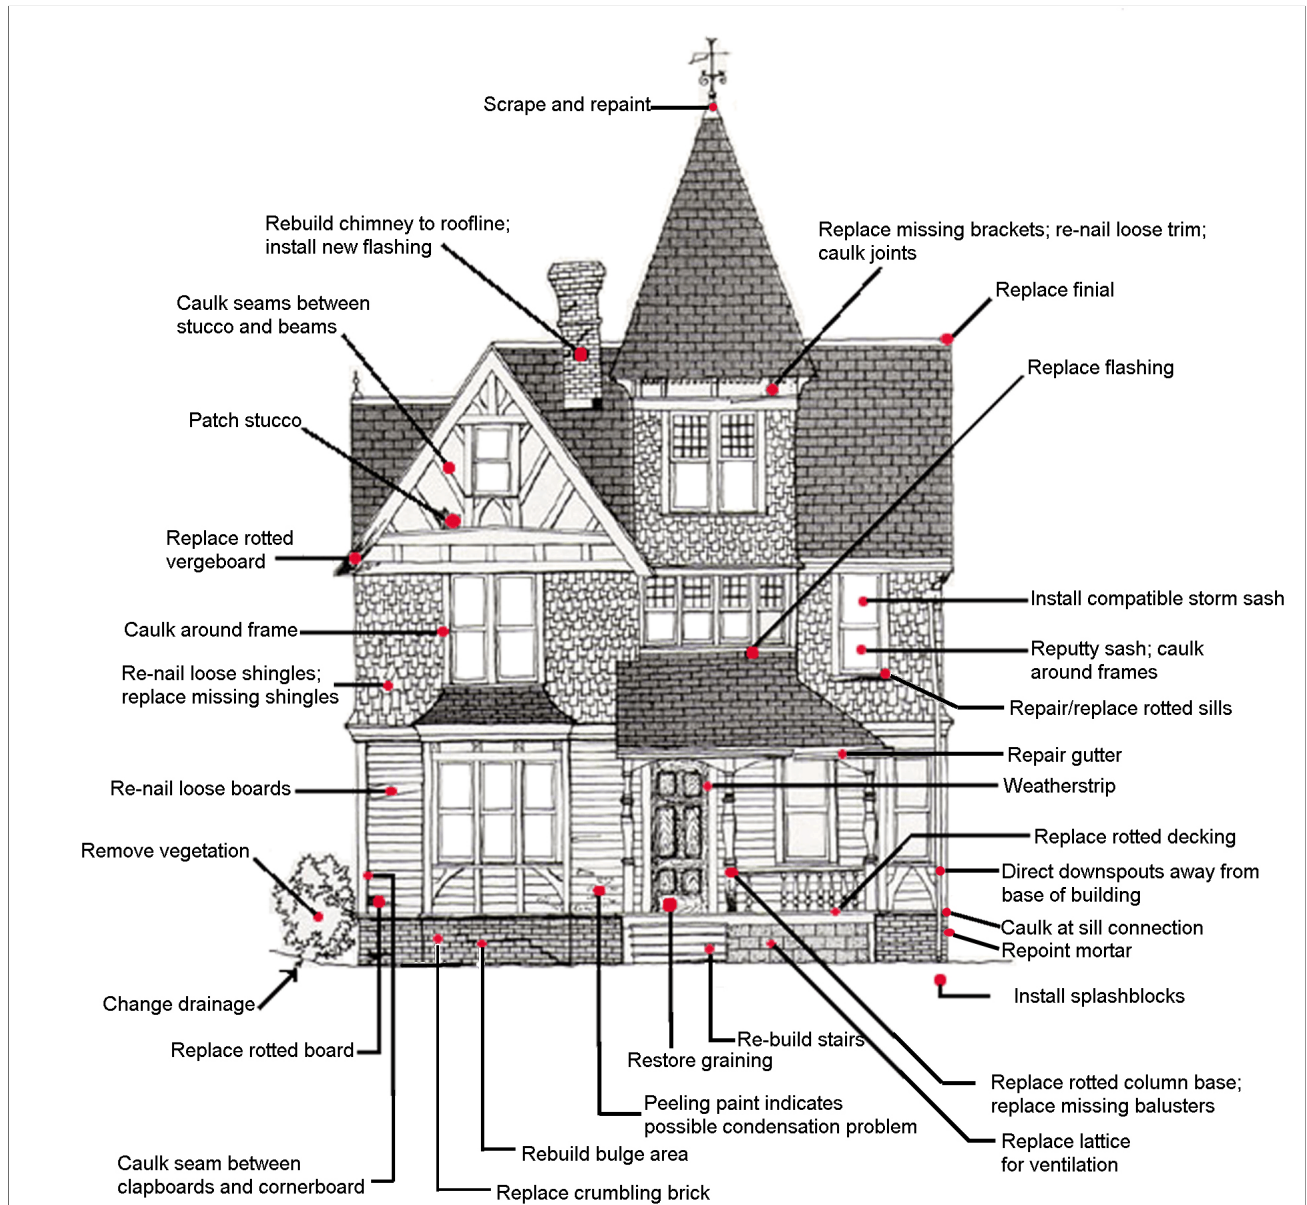 Scrape and repaint
Rebuild chimney to roofline;
install new flashing
Replace missing brackets; re-nail loose trim;
caulk joints
Caulk seams between
stucco and beams
Replace finial
Replace flashing
Patch stucco
Replace rotted
vergeboard
Install compatible storm sash
Caulk around frame
Reputty sash; caulk
around frames
Re-nail loose shingles;
replace missing shingles
Repair/replace rotted sills
Repair gutter
Re-nail loose boards
Weatherstrip
Replace rotted decking
Remove vegetation
Direct downspouts away from
base of building
Caulk at sill connection
Repoint mortar
Change drainage
Install splashblocks
Replace rotted board
Re-build stairs
Restore graining
Replace rotted column base;
replace missing balusters
Peeling paint indicates
possible condensation problem
Replace lattice
for ventilation
Rebuild bulge area
Caulk seam between
clapboards and cornerboard
Replace crumbling brick